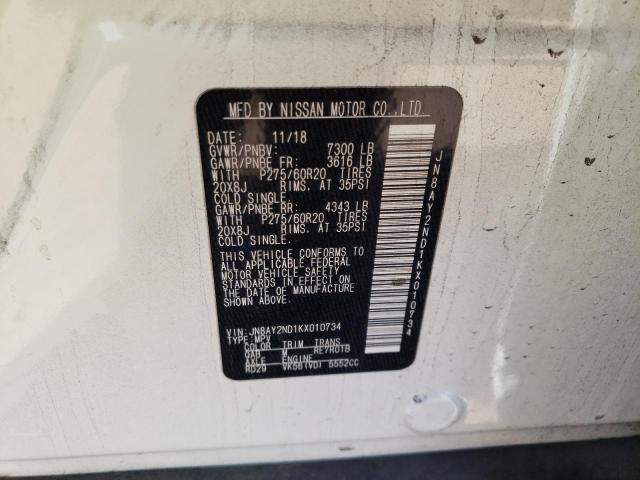 MFD BY NISSAN MOTOR CO.,LTD.
DATE: 11/18
GVWR/PNBV: 7300 LB
GAWR/PNBE FR: 3616 LB
WITH P275/60R20 TIRES
20X8J RIMS. AT 35PSI
COLD SINGLE.
GAWR/PNBE RR: 4343 LB
WITH P275/60R20 TIRES
20X8J RIMS. AT 35PSI
COLD SINGLE.
THIS VEHICLE CONFORMS TO
ALL APPLICABLE FEDERAL
MOTOR VEHICLE SAFETY
STANDARDS IN EFFECT ON
THE DATE OF MANUFACTURE
SHOWN ABOVE.
VIN: JN8AY2ND1KX010734
TYPE: MPV
COLOR TRIM TRANS
QAB M RE7R01B
AXLE ENGINE
RD29 VK56(VD) 5552CC
JN8AY2ND1KX010734